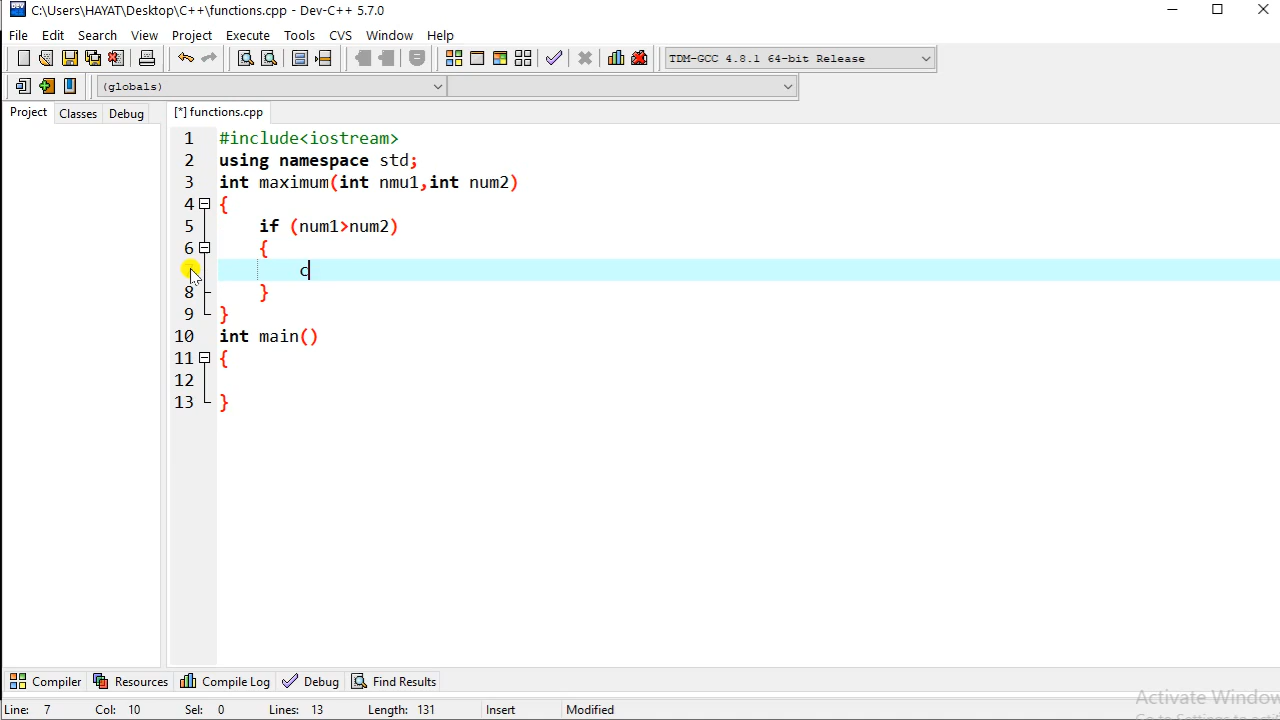 C:\Users\HAYAT\Desktop\C++\functions.cpp - Dev-C++ 5.7.0
File Edit Search View Project Execute Tools CVS Window Help
TDM-GCC 4.8.1 64-bit Release
(globals)
Project Classes Debug [*] functions.cpp
1 #include<iostream>
2 using namespace std;
3 int maximum(int nmu1,int num2)
4 {
5 if (num1>num2)
6 {
c
8 }
9 }
10 int main()
11 {
12
13 }
Compiler Resources Compile Log Debug Find Results
Activate Window
Line: 7 Col: 10 Sel: 0 Lines: 13 Length: 131 Insert Modified